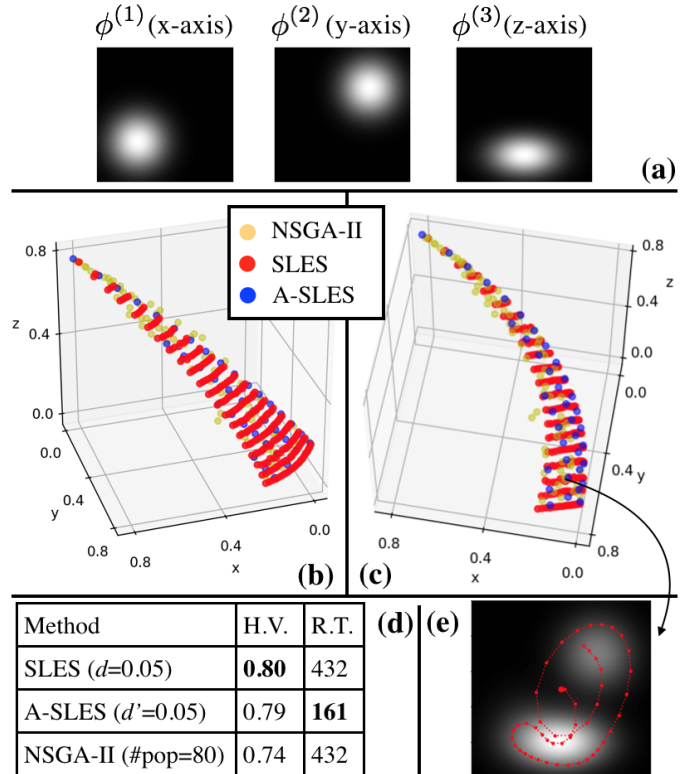 ϕ(1) (x-axis) ϕ(2) (y-axis) ϕ(3) (z-axis)
(a)
NSGA-II
SLES
A-SLES
0.8
z
0.4
0.0
0.0
y
0.4
0.8
0.8
0.4
x
0.0
(b)
0.8
z
0.4
0.0
0.0
0.4
y
0.8
0.8
0.4
x
0.0
(c)
Method H.V. R.T.
SLES (d=0.05) 0.80 432
A-SLES (d'=0.05) 0.79 161
NSGA-II (#pop=80) 0.74 432
(d)
(e)